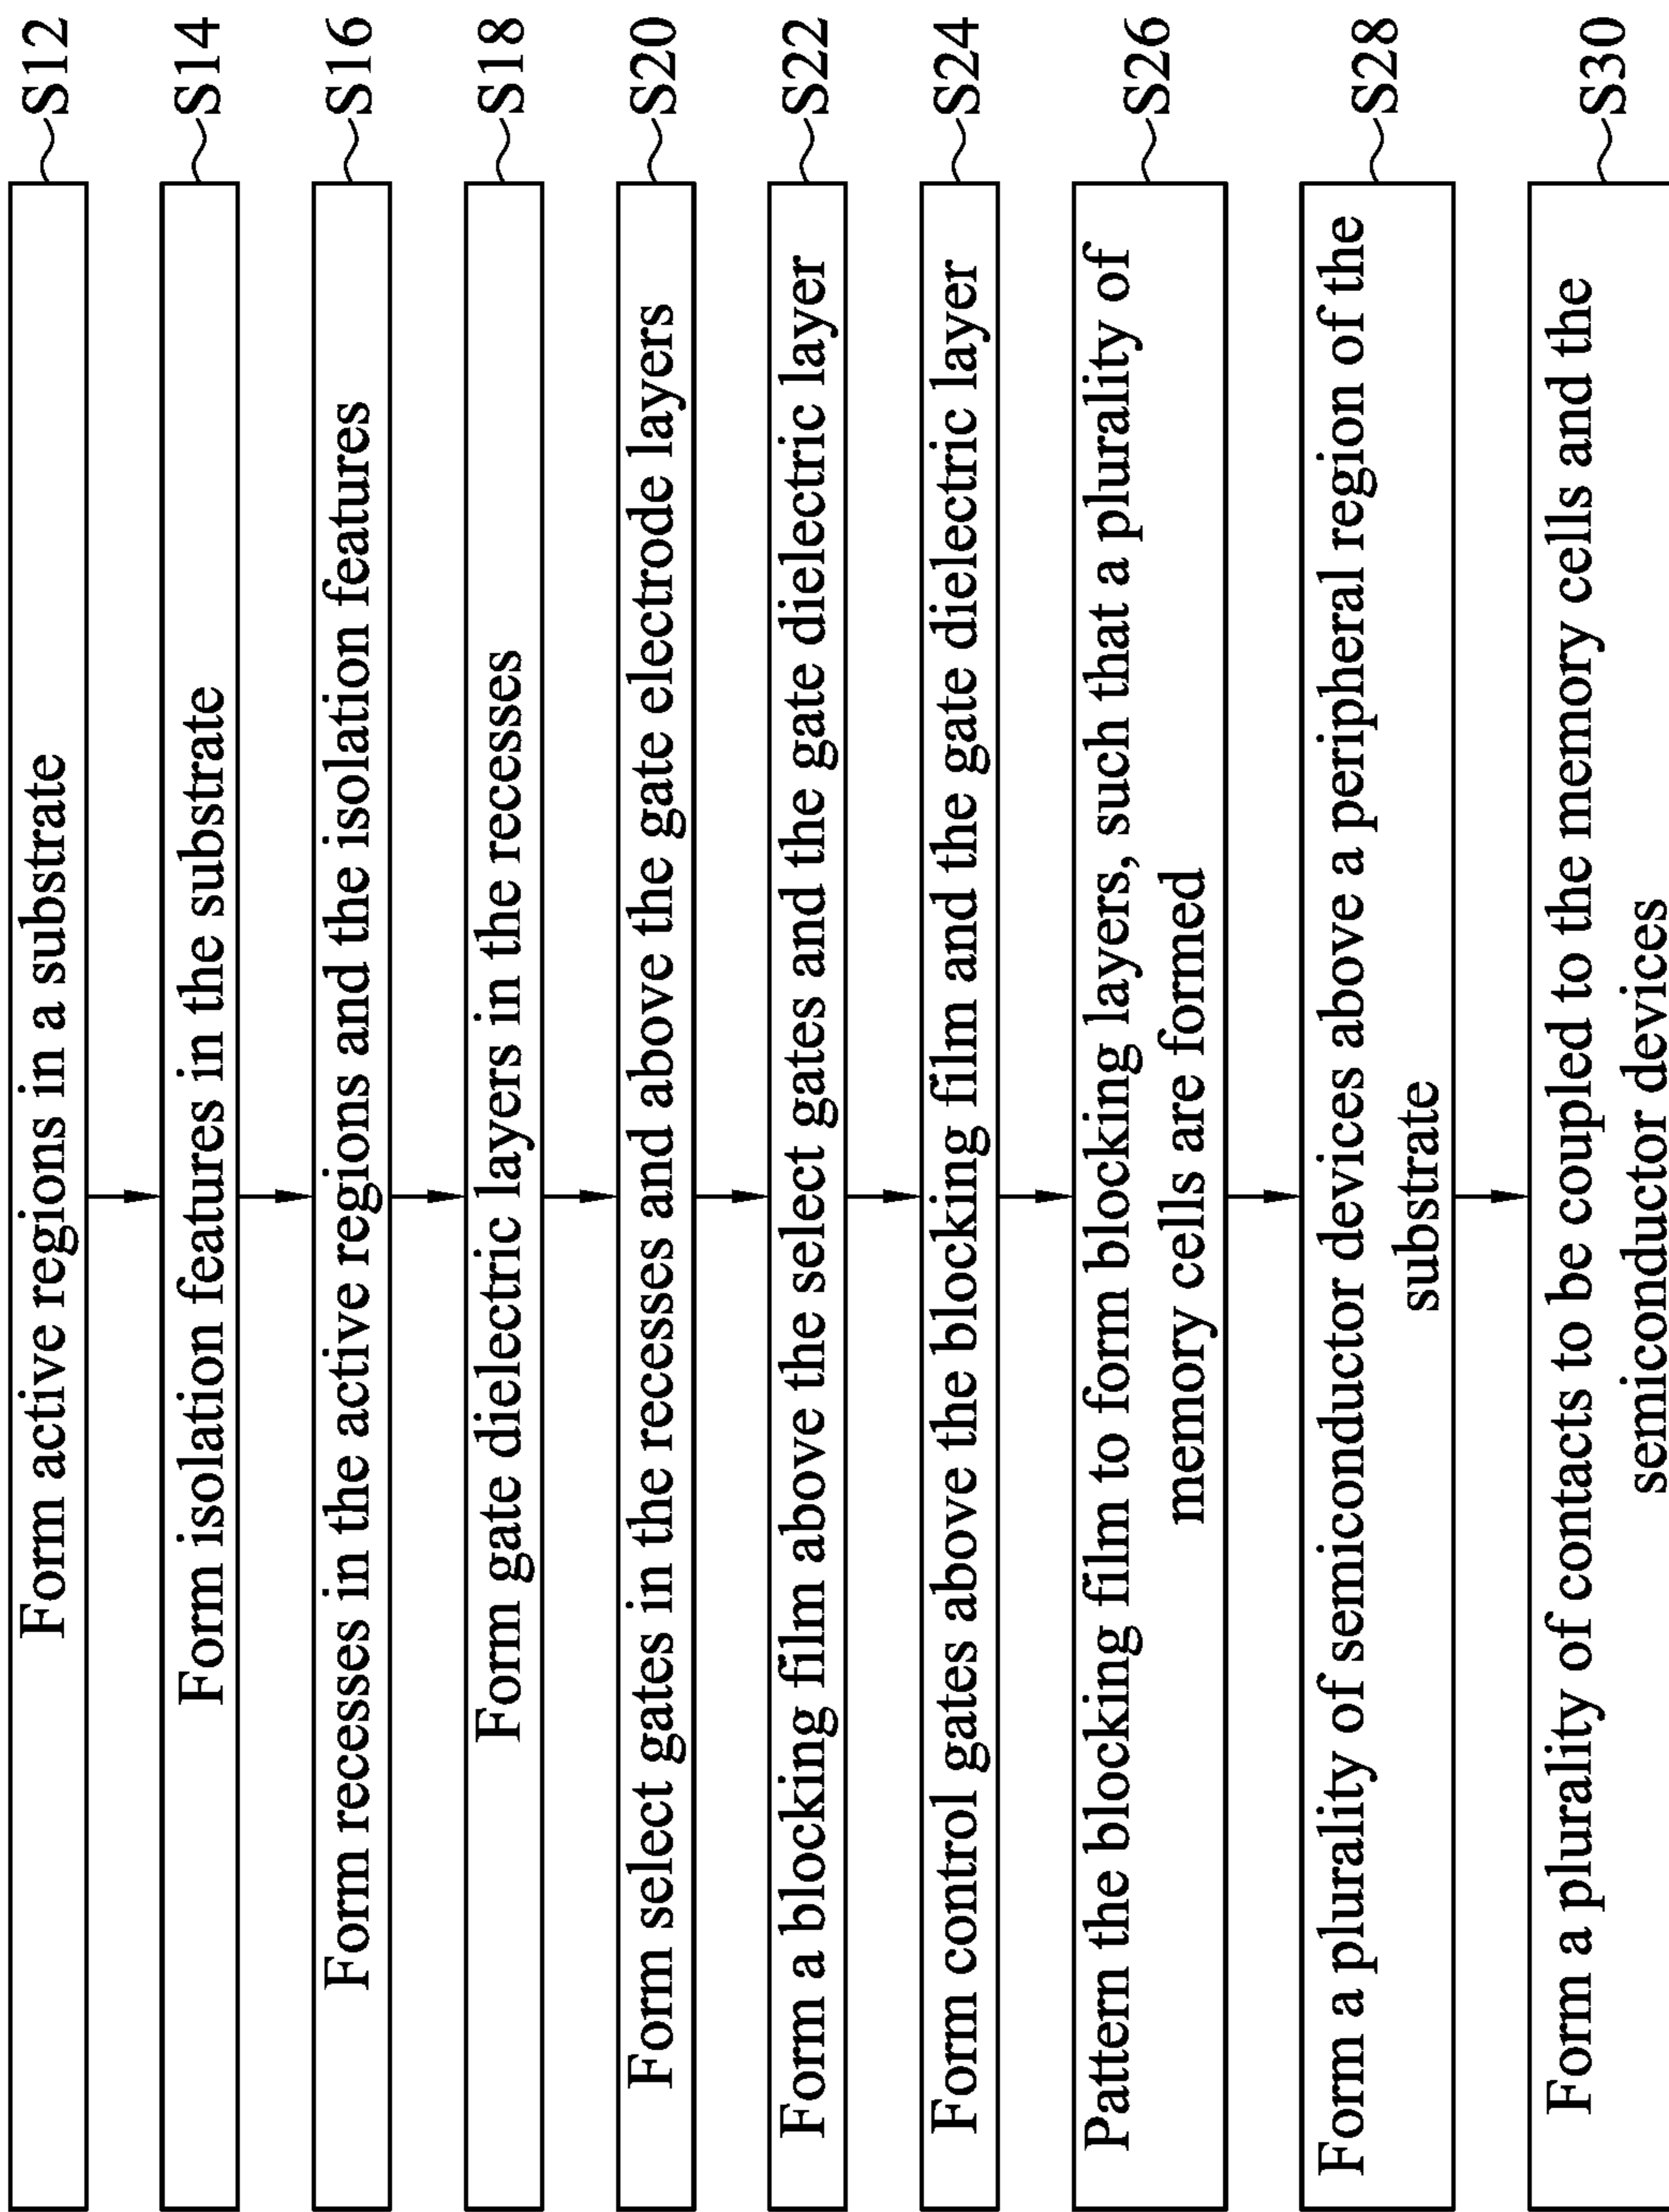 Form active regions in a substrate
S12
Form isolation features in the substrate
S14
Form recesses in the active regions and the isolation features
S16
Form gate dielectric layers in the recesses
S18
Form select gates in the recesses and above the gate electrode layers
S20
Form a blocking film above the select gates and the gate dielectric layer
S22
Form control gates above the blocking film and the gate dielectric layer
S24
Pattern the blocking film to form blocking layers, such that a plurality of
memory cells are formed
S26
Form a plurality of semiconductor devices above a peripheral region of the
substrate
S28
Form a plurality of contacts to be coupled to the memory cells and the
semiconductor devices
S30